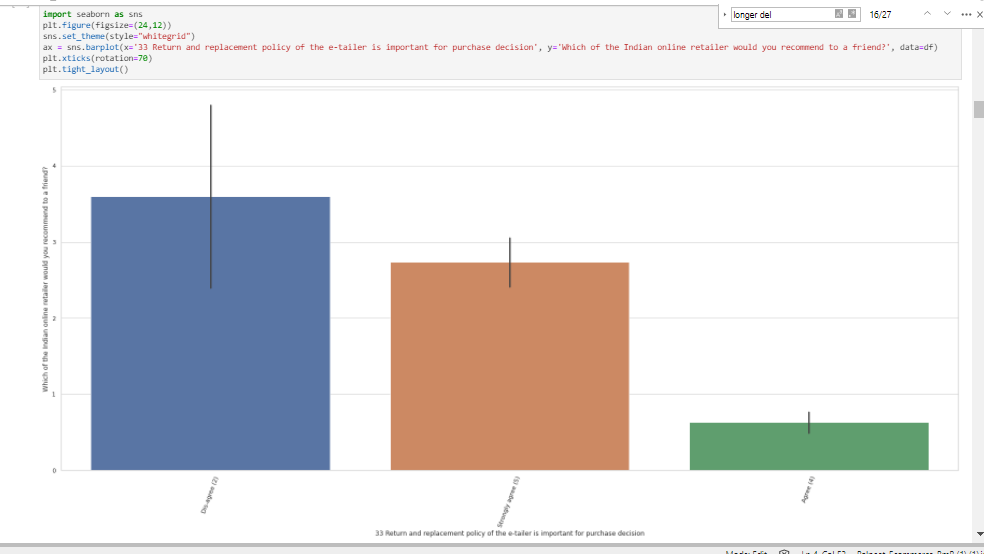 longer del 16/27
import seaborn as sns
plt.figure(figsize=(24,12))
sns.set_theme(style="whitegrid")
ax = sns.barplot(x='33 Return and replacement policy of the e-tailer is important for purchase decision', y='Which of the Indian online retailer would you recommend to a friend?', data=df)
plt.xticks(rotation=70)
plt.tight_layout()
5
4
3
2
1
0
Which of the Indian online retailer would you recommend to a friend?
Dis-agree (2)
Strongly agree (5)
Agree (4)
33 Return and replacement policy of the e-tailer is important for purchase decision